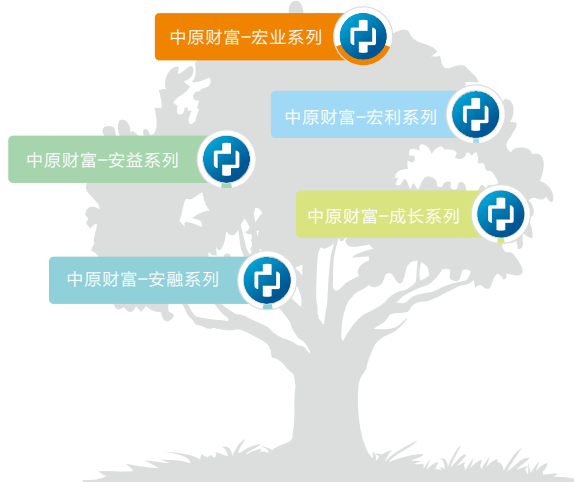 中原财富–宏业系列
中原财富–宏利系列
中原财富–安益系列
中原财富–成长系列
中原财富–安融系列